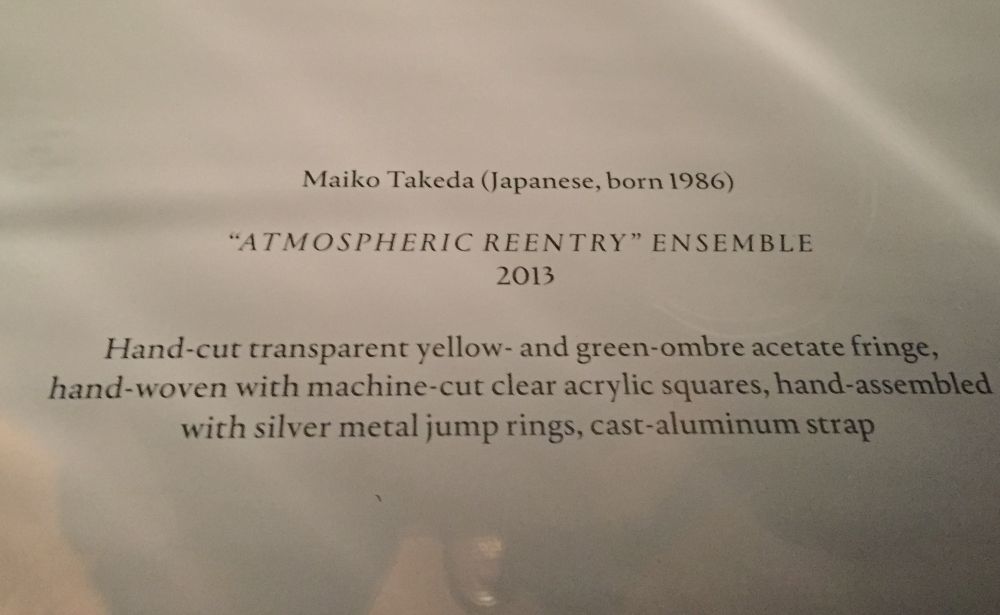 Maiko Takeda (Japanese, born 1986)
“ATMOSPHERIC REENTRY” ENSEMBLE
2013
Hand-cut transparent yellow- and green-ombre acetate fringe,
hand-woven with machine-cut clear acrylic squares, hand-assembled
with silver metal jump rings, cast-aluminum strap